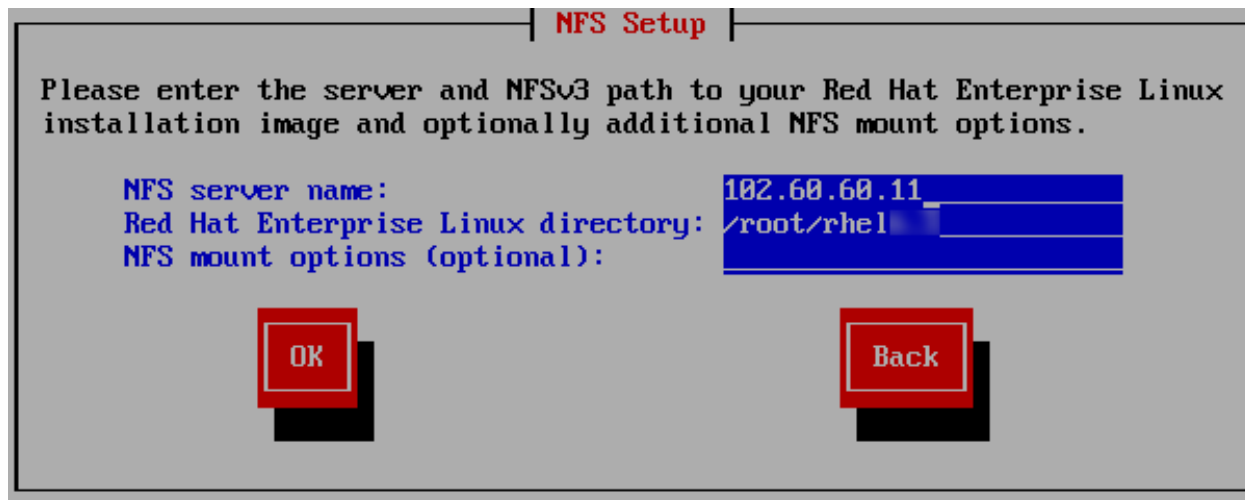 NFS Setup
Please enter the server and NFSv3 path to your Red Hat Enterprise Linux
installation image and optionally additional NFS mount options.
NFS server name: 102.60.60.11
Red Hat Enterprise Linux directory: /root/rhel
NFS mount options (optional):
OK Back